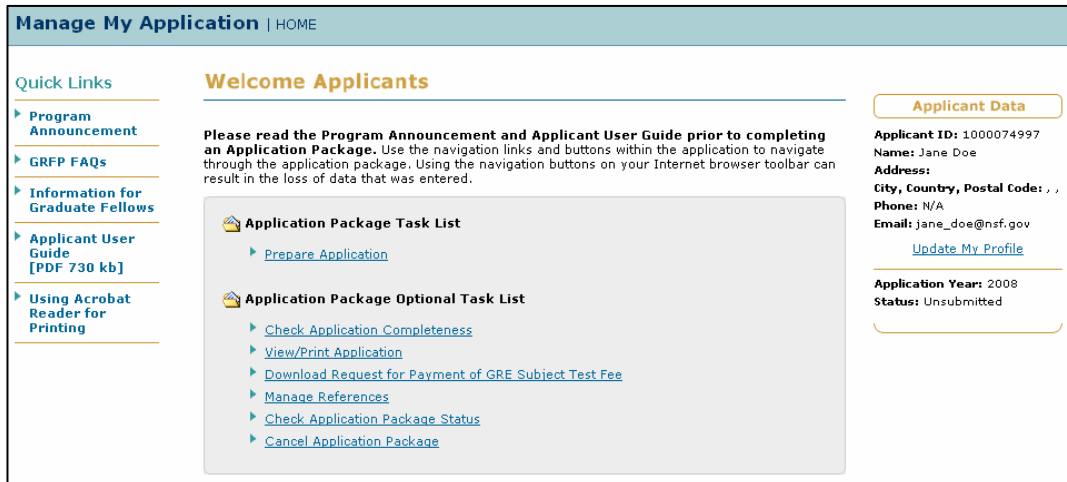 Manage My Application | HOME
Quick Links
Program
Announcement
GRFP FAQs
Information for
Graduate Fellows
Applicant User
Guide
[PDF 730 kb]
Using Acrobat
Reader for
Printing
Welcome Applicants
Please read the Program Announcement and Applicant User Guide prior to completing
an Application Package. Use the navigation links and buttons within the application to navigate
through the application package. Using the navigation buttons on your Internet browser toolbar can
result in the loss of data that was entered.
Application Package Task List
Prepare Application
Application Package Optional Task List
Check Application Completeness
View/Print Application
Download Request for Payment of GRE Subject Test Fee
Manage References
Check Application Package Status
Cancel Application Package
Applicant Data
Applicant ID: 1000074997
Name: Jane Doe
Address:
City, Country, Postal Code: , ,
Phone: N/A
Email: jane_doe@nsf.gov
Update My Profile
Application Year: 2008
Status: Unsubmitted